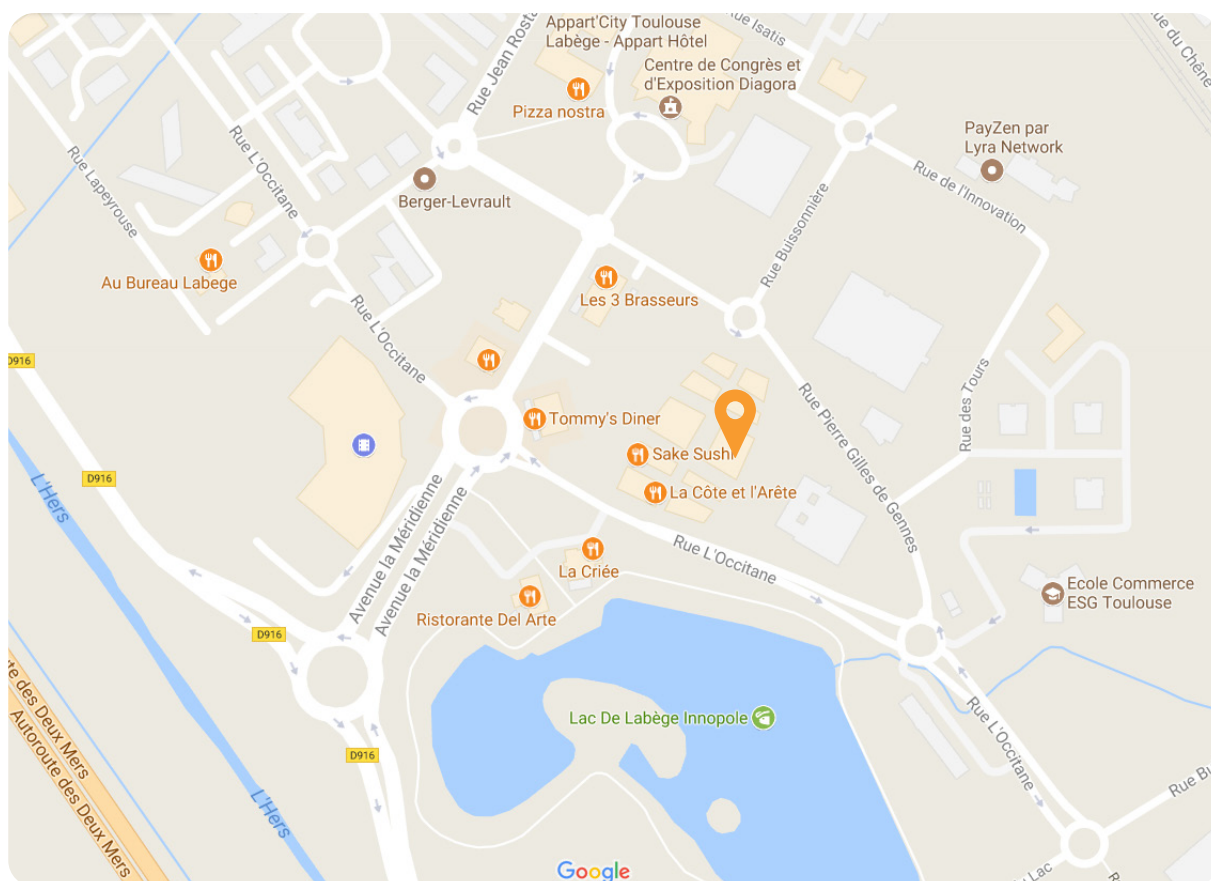 Appart'City Toulouse
Labège - Appart Hôtel
Rue Isatis
Rue du Chêne
Rue Jean Rosta
Centre de Congrès et
d'Exposition Diagora
Pizza nostra
PayZen par
Lyra Network
Rue L'Occitane
Rue Lapeyrouse
Berger-Levrault
Rue de l'Innovation
Rue Buissonnière
Au Bureau Labege
Les 3 Brasseurs
Rue L'Occitane
D916
Rue des Tours
Tommy's Diner
Rue Pierre Gilles de Gennes
Sake Sushi
D916
L'Hers
La Côte et l'Arête
Avenue la Méridienne
Avenue la Méridienne
Rue L'Occitane
La Criée
Ecole Commerce
ESG Toulouse
Ristorante Del Arte
D916
te des Deux Mers
Autoroute des Deux Mers
Lac De Labège Innopole
Rue L'Occitane
D916
Rue Bu
L'Hers
Google
u Lac
R